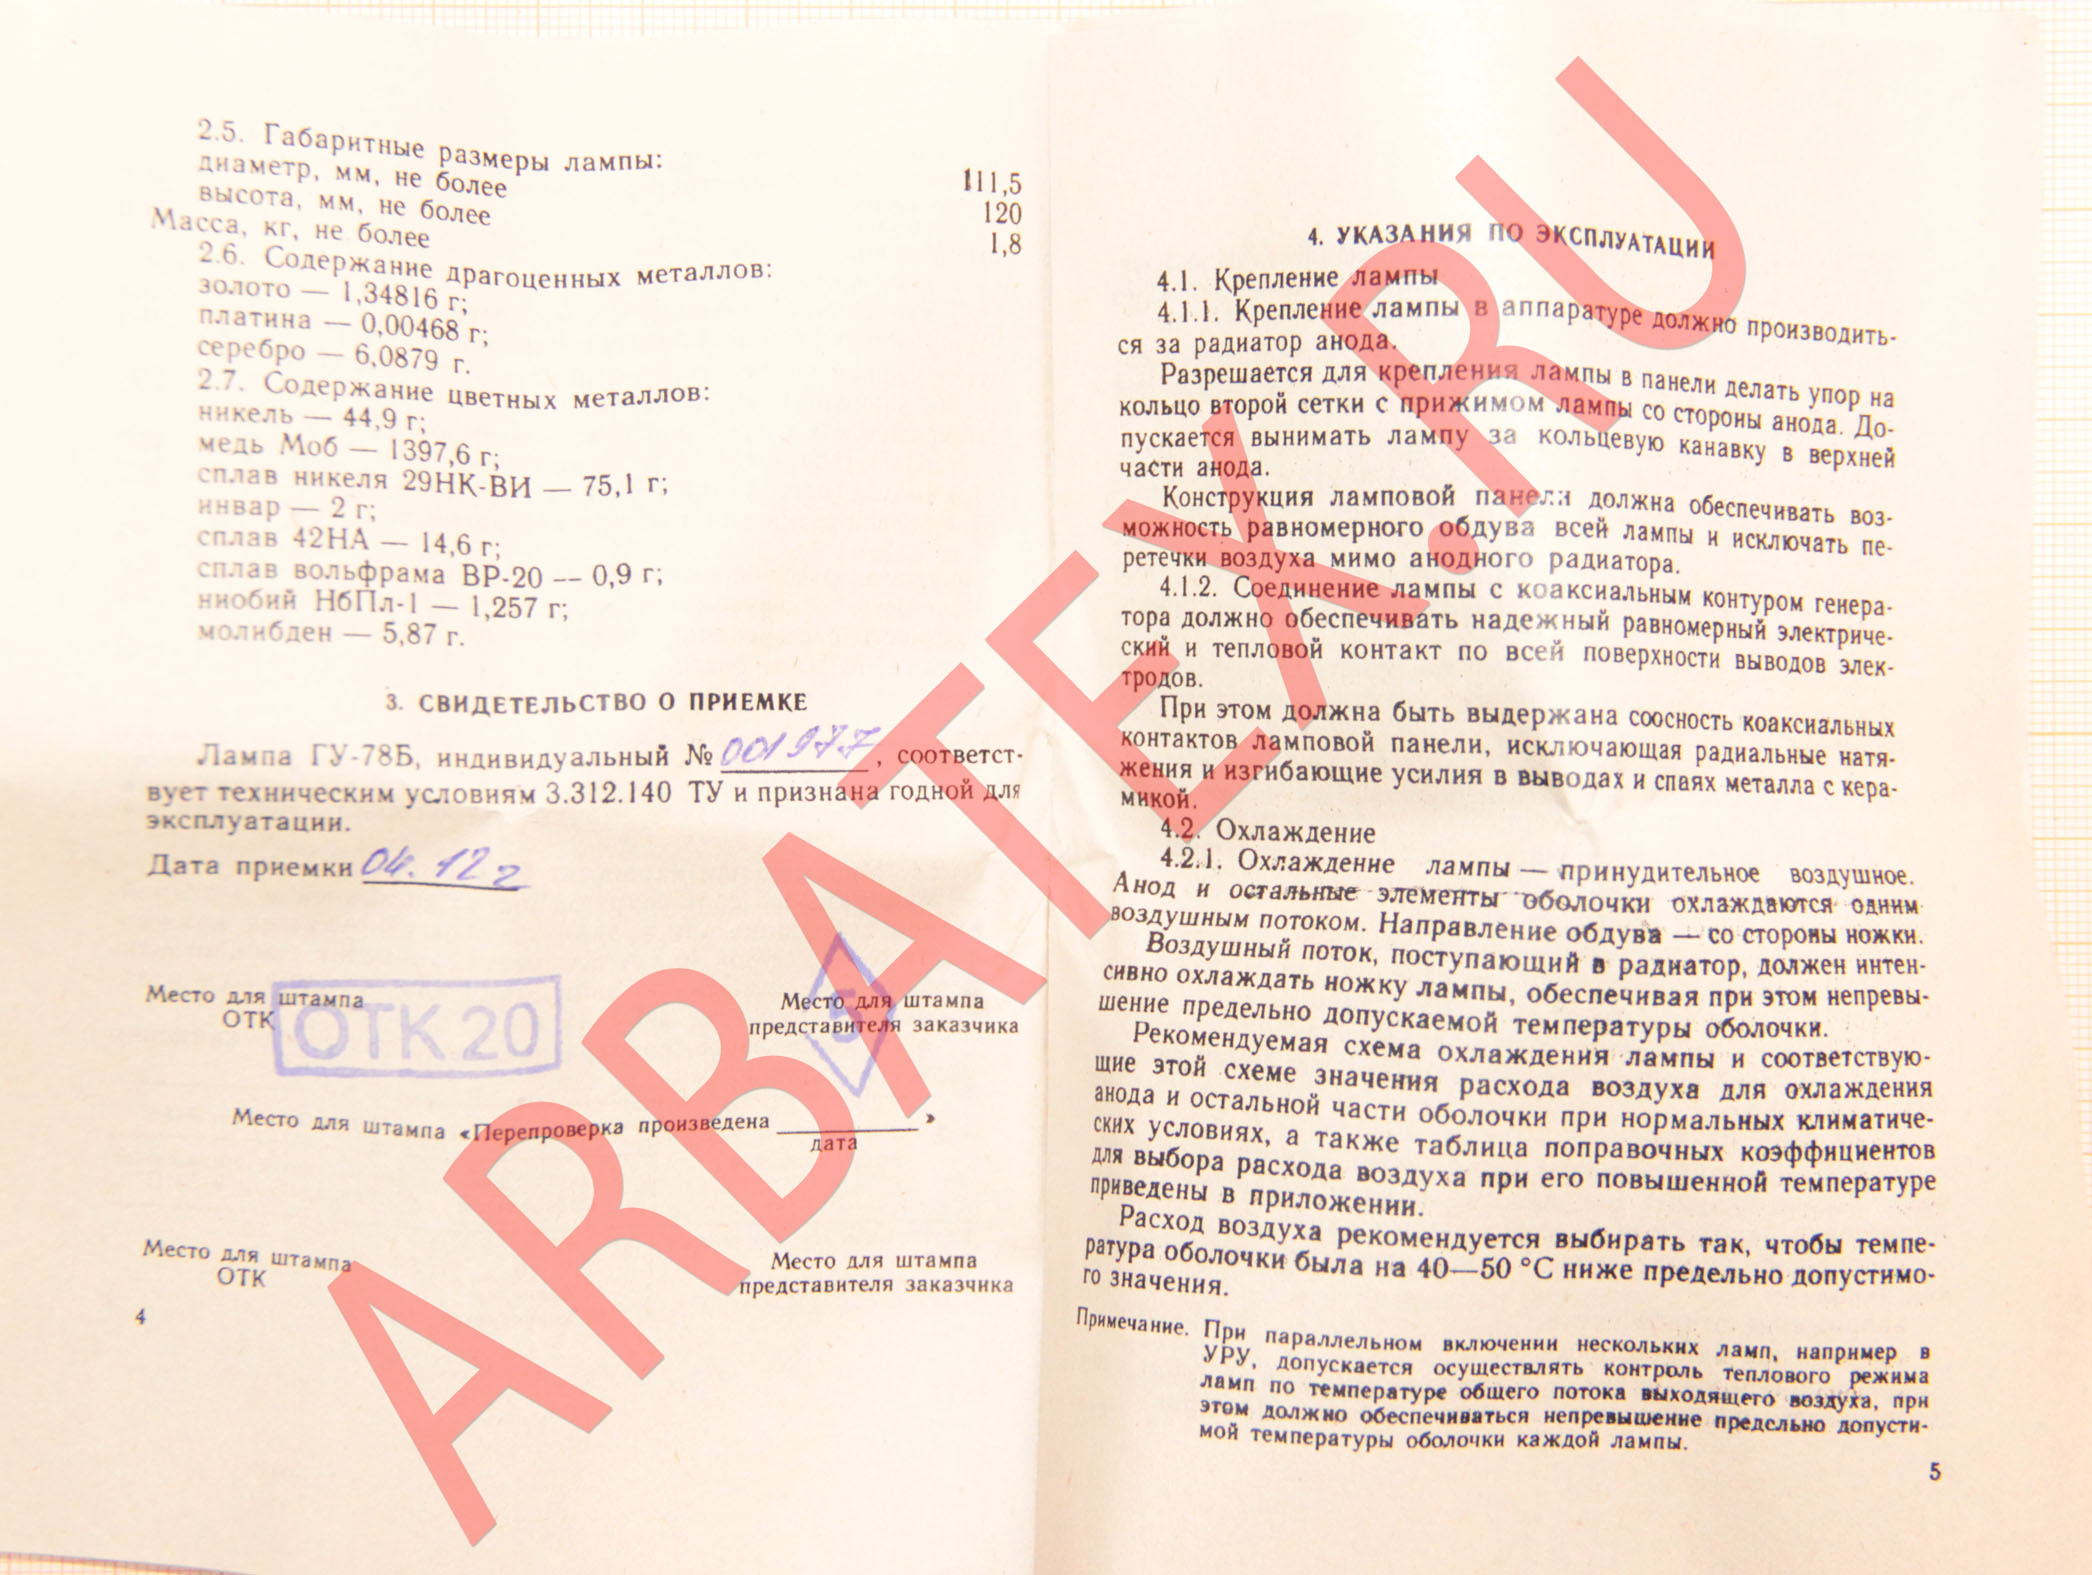 2.5. Габаритные размеры лампы:
диаметр, мм, не более 111,5
высота, мм, не более 120
Масса, кг, не более 1,8
2.6. Содержание драгоценных металлов:
золото — 1,34816 г;
платина — 0,00468 г;
серебро — 6,0879 г.
2.7. Содержание цветных металлов:
никель — 44,9 г;
медь Моб — 1397,6 г;
сплав никеля 29НК-ВИ — 75,1 г;
инвар — 2 г;
сплав 42НА — 14,6 г;
сплав вольфрама ВР-20 — 0,9 г;
ниобий НбПл-1 — 1,257 г;
молибден — 5,87 г.
3. СВИДЕТЕЛЬСТВО О ПРИЕМКЕ
Лампа ГУ-78Б, индивидуальный № 001977, соответст-
вует техническим условиям 3.312.140 ТУ и признана годной для
эксплуатации.
Дата приемки 04.12 г
Место для штампа
ОТК
ОТК 20
Место для штампа
представителя заказчика
5
Место для штампа «Перепроверка произведена ________»
дата
Место для штампа
ОТК
Место для штампа
представителя заказчика
4
4. УКАЗАНИЯ ПО ЭКСПЛУАТАЦИИ
4.1. Крепление лампы
4.1.1. Крепление лампы в аппаратуре должно производить-
ся за радиатор анода.
Разрешается для крепления лампы в панели делать упор на
кольцо второй сетки с прижимом лампы со стороны анода. До-
пускается вынимать лампу за кольцевую канавку в верхней
части анода.
Конструкция ламповой панели должна обеспечивать воз-
можность равномерного обдува всей лампы и исключать пе-
ретечки воздуха мимо анодного радиатора.
4.1.2. Соединение лампы с коаксиальным контуром генера-
тора должно обеспечивать надежный равномерный электриче-
ский и тепловой контакт по всей поверхности выводов элек-
тродов.
При этом должна быть выдержана соосность коаксиальных
контактов ламповой панели, исключающая радиальные натя-
жения и изгибающие усилия в выводах и спаях металла с кера-
микой.
4.2. Охлаждение
4.2.1. Охлаждение лампы — принудительное воздушное.
Анод и остальные элементы оболочки охлаждаются одним
воздушным потоком. Направление обдува — со стороны ножки.
Воздушный поток, поступающий в радиатор, должен интен-
сивно охлаждать ножку лампы, обеспечивая при этом непревы-
шение предельно допускаемой температуры оболочки.
Рекомендуемая схема охлаждения лампы и соответствую-
щие этой схеме значения расхода воздуха для охлаждения
анода и остальной части оболочки при нормальных климатиче-
ских условиях, а также таблица поправочных коэффициентов
для выбора расхода воздуха при его повышенной температуре
приведены в приложении.
Расход воздуха рекомендуется выбирать так, чтобы темпе-
ратура оболочки была на 40—50 °С ниже предельно допустимо-
го значения.
Примечание. При параллельном включении нескольких ламп, например в
УРУ, допускается осуществлять контроль теплового режима
ламп по температуре общего потока выходящего воздуха, при
этом должно обеспечиваться непревышение предельно допусти-
мой температуры оболочки каждой лампы.
5
ARBATEX.RU